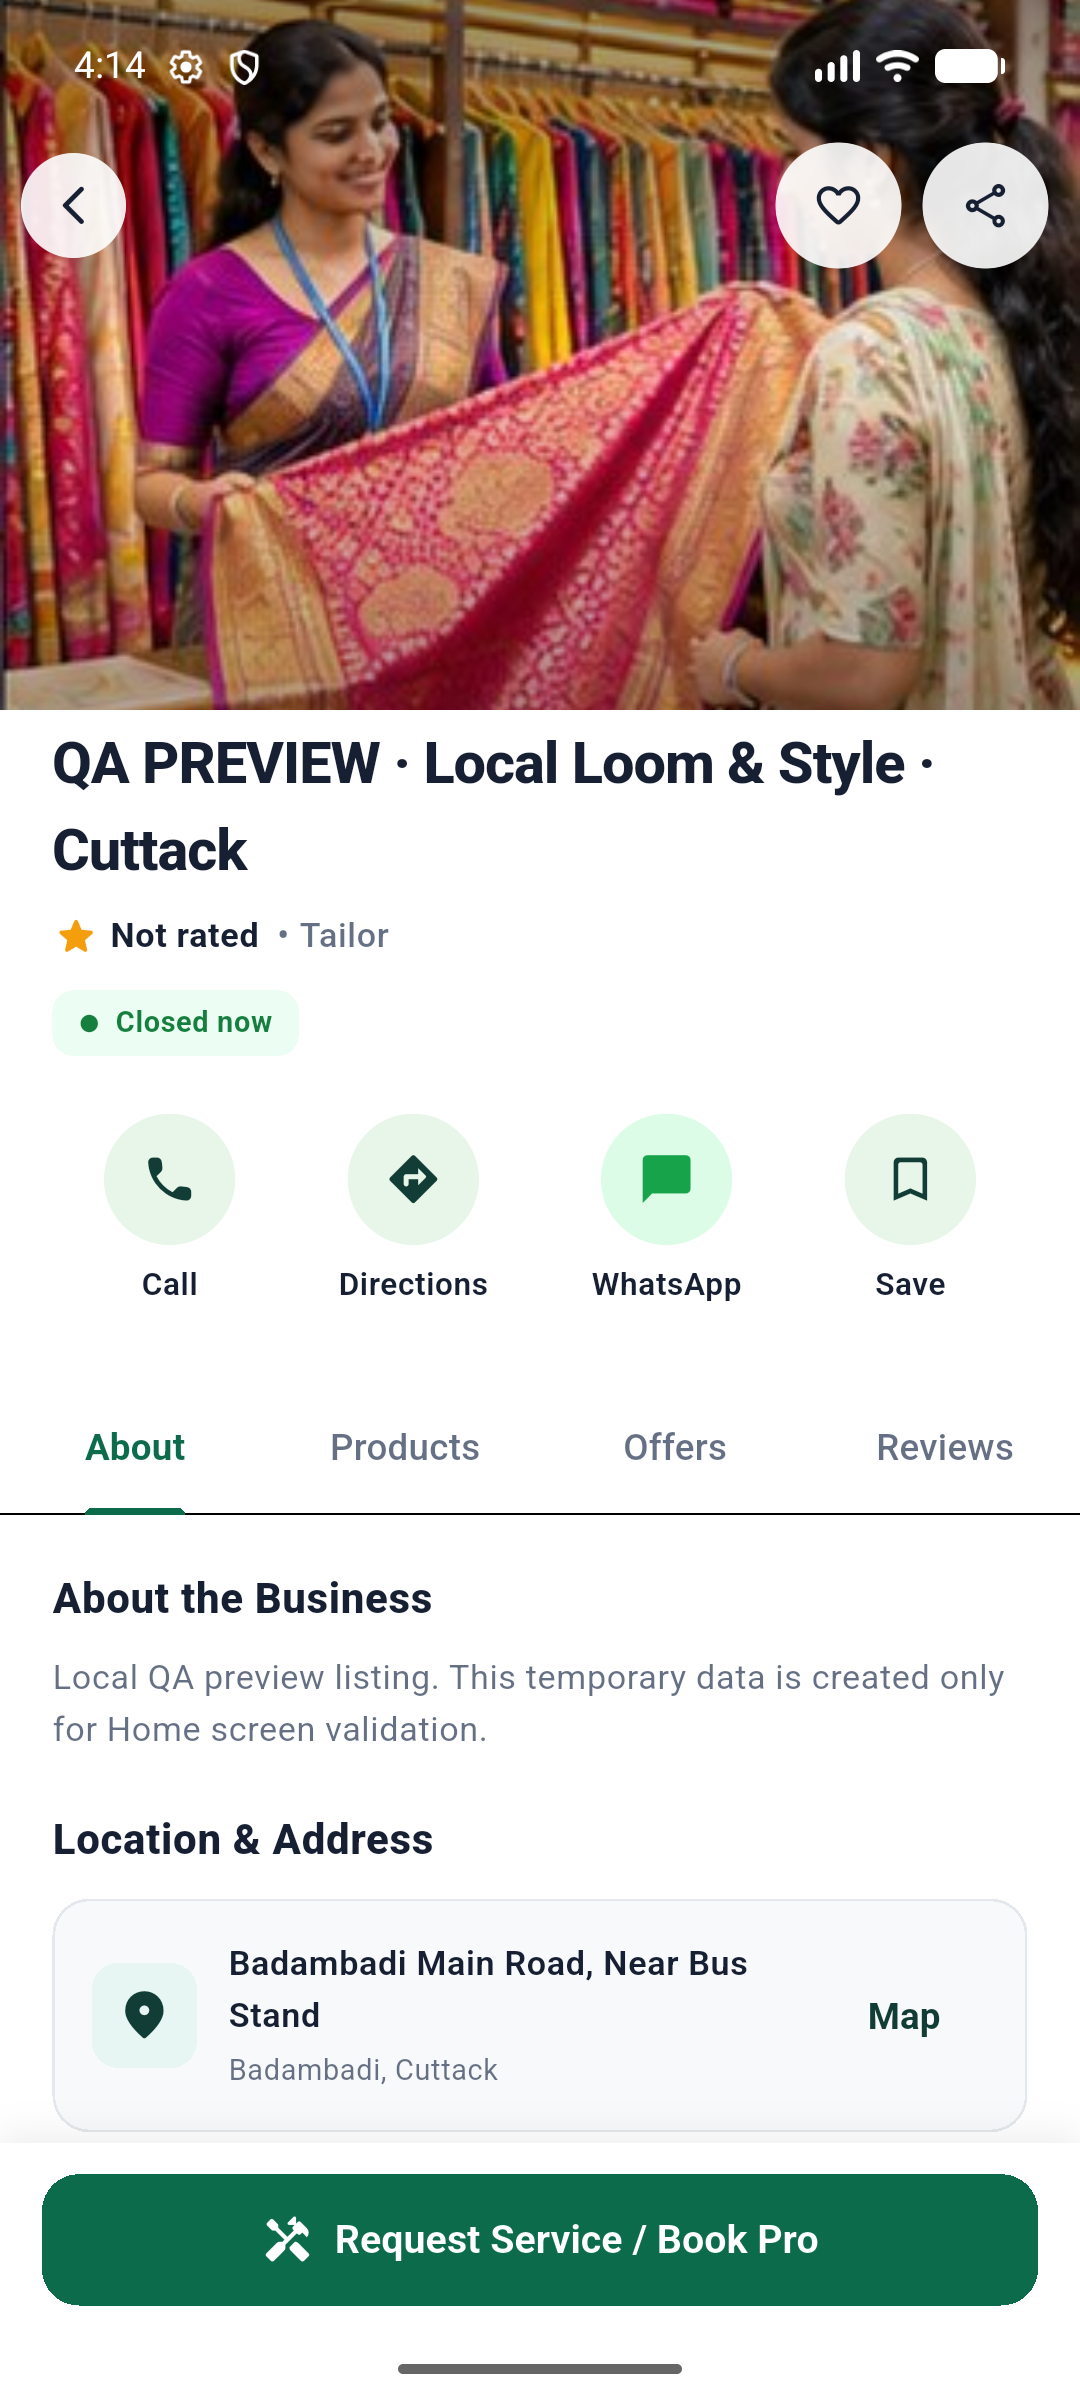 4:14
QA PREVIEW · Local Loom & Style ·
Cuttack
Not rated • Tailor
Closed now
Call
Directions
WhatsApp
Save
About
Products
Offers
Reviews
About the Business
Local QA preview listing. This temporary data is created only
for Home screen validation.
Location & Address
Badambadi Main Road, Near Bus
Stand
Badambadi, Cuttack
Map
Request Service / Book Pro